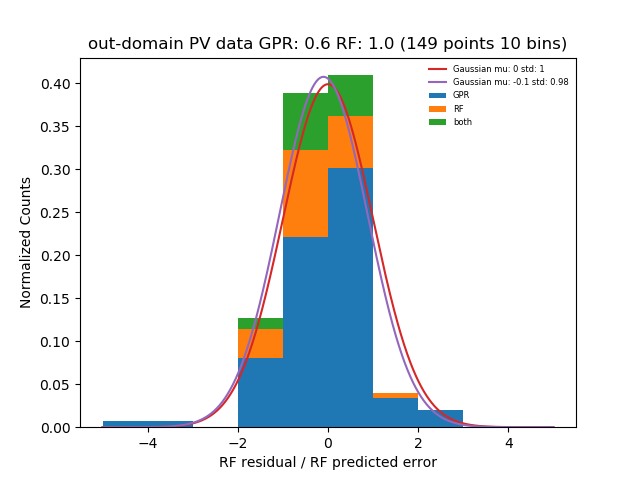 out-domain PV data GPR: 0.6 RF: 1.0 (149 points 10 bins)
Gaussian mu: 0 std: 1
Gaussian mu: -0.1 std: 0.98
GPR
RF
both
Normalized Counts
0.40
0.35
0.30
0.25
0.20
0.15
0.10
0.05
0.00
−4 −2 0 2 4
RF residual / RF predicted error